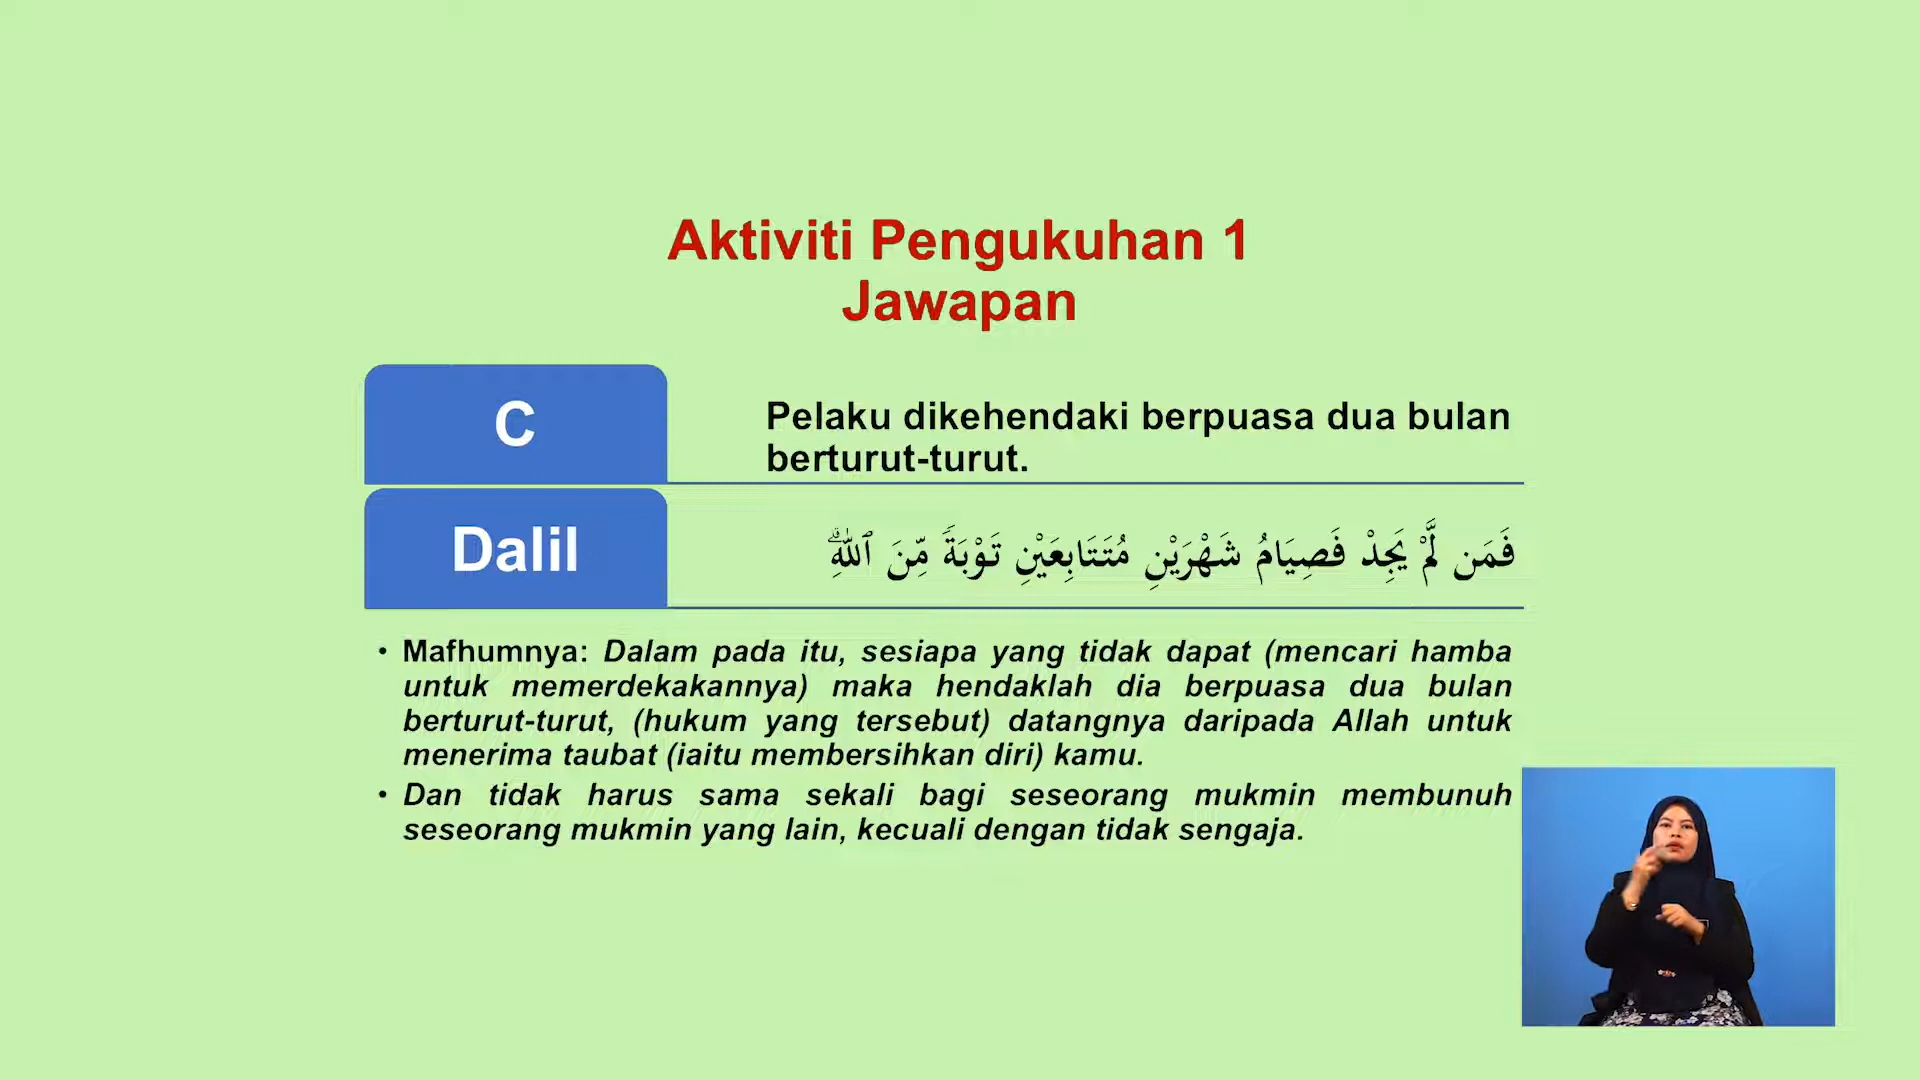 Aktiviti Pengukuhan 1
Jawapan
C
Pelaku dikehendaki berpuasa dua bulan
berturut-turut.
Dalil
فَمَن لَّمْ يَجِدْ فَصِيَامُ شَهْرَيْنِ مُتَتَابِعَيْنِ تَوْبَةً مِّنَ ٱللَّهِۗ
• Mafhumnya: Dalam pada itu, sesiapa yang tidak dapat (mencari hamba
untuk memerdekakannya) maka hendaklah dia berpuasa dua bulan
berturut-turut, (hukum yang tersebut) datangnya daripada Allah untuk
menerima taubat (iaitu membersihkan diri) kamu.
• Dan tidak harus sama sekali bagi seseorang mukmin membunuh
seseorang mukmin yang lain, kecuali dengan tidak sengaja.